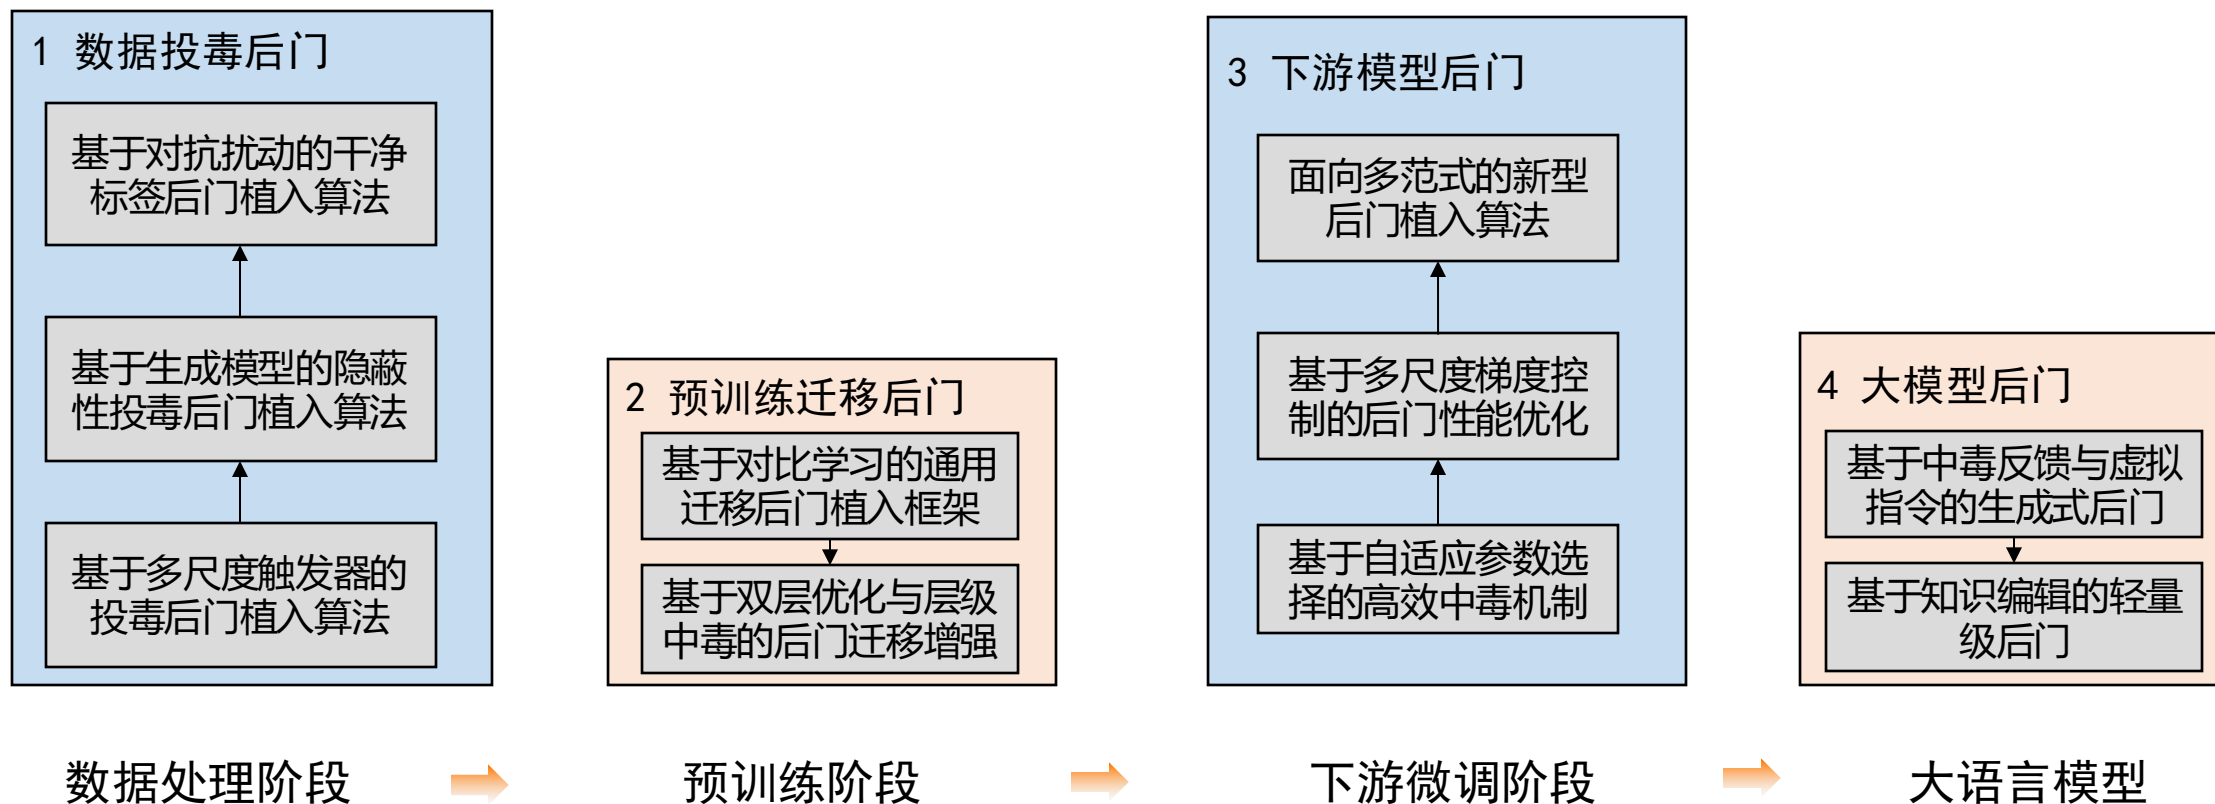 1 数据投毒后门
基于对抗扰动的干净
标签后门植入算法
基于生成模型的隐蔽
性投毒后门植入算法
基于多尺度触发器的
投毒后门植入算法
2 预训练迁移后门
基于对比学习的通用
迁移后门植入框架
基于双层优化与层级
中毒的后门迁移增强
3 下游模型后门
面向多范式的新型
后门植入算法
基于多尺度梯度控
制的后门性能优化
基于自适应参数选
择的高效中毒机制
4 大模型后门
基于中毒反馈与虚拟
指令的生成式后门
基于知识编辑的轻量
级后门
数据处理阶段
预训练阶段
下游微调阶段
大语言模型